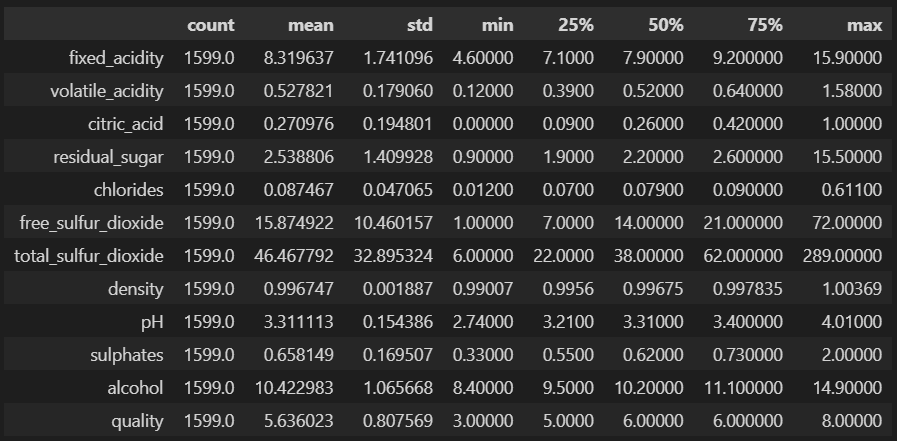 count mean std min 25% 50% 75% max
fixed_acidity 1599.0 8.319637 1.741096 4.60000 7.1000 7.90000 9.200000 15.90000
volatile_acidity 1599.0 0.527821 0.179060 0.12000 0.3900 0.52000 0.640000 1.58000
citric_acid 1599.0 0.270976 0.194801 0.00000 0.0900 0.26000 0.420000 1.00000
residual_sugar 1599.0 2.538806 1.409928 0.90000 1.9000 2.20000 2.600000 15.50000
chlorides 1599.0 0.087467 0.047065 0.01200 0.0700 0.07900 0.090000 0.61100
free_sulfur_dioxide 1599.0 15.874922 10.460157 1.00000 7.0000 14.00000 21.000000 72.00000
total_sulfur_dioxide 1599.0 46.467792 32.895324 6.00000 22.0000 38.00000 62.000000 289.00000
density 1599.0 0.996747 0.001887 0.99007 0.9956 0.99675 0.997835 1.00369
pH 1599.0 3.311113 0.154386 2.74000 3.2100 3.31000 3.400000 4.01000
sulphates 1599.0 0.658149 0.169507 0.33000 0.5500 0.62000 0.730000 2.00000
alcohol 1599.0 10.422983 1.065668 8.40000 9.5000 10.20000 11.100000 14.90000
quality 1599.0 5.636023 0.807569 3.00000 5.0000 6.00000 6.000000 8.00000